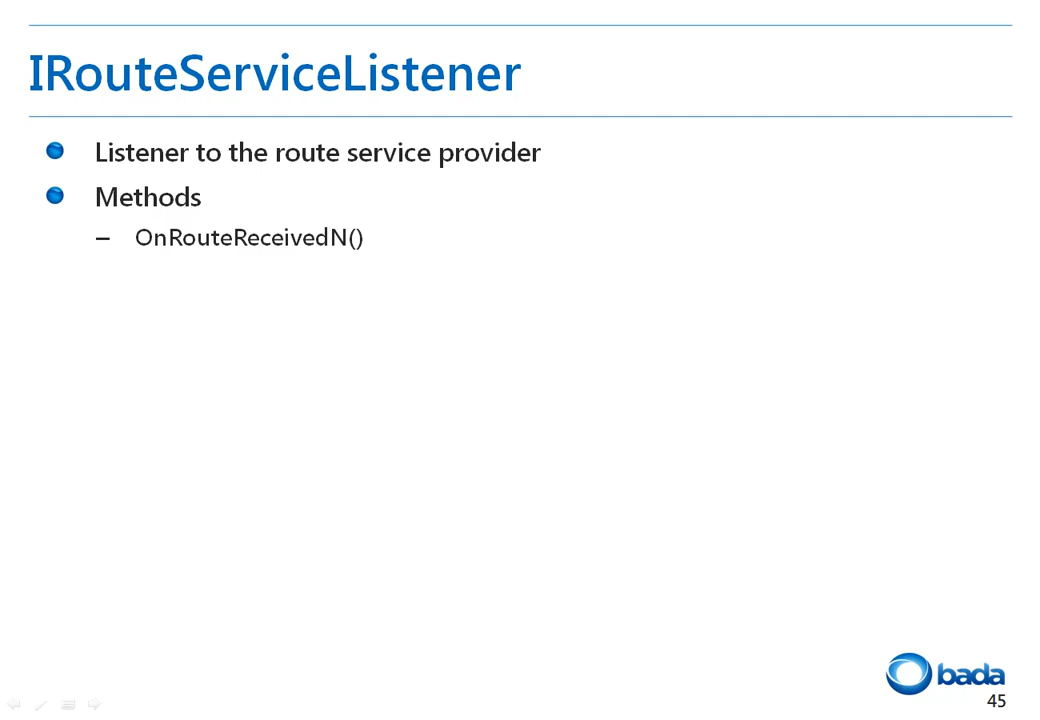 IRouteServiceListener
Listener to the route service provider
Methods
– OnRouteReceivedN()
bada
45